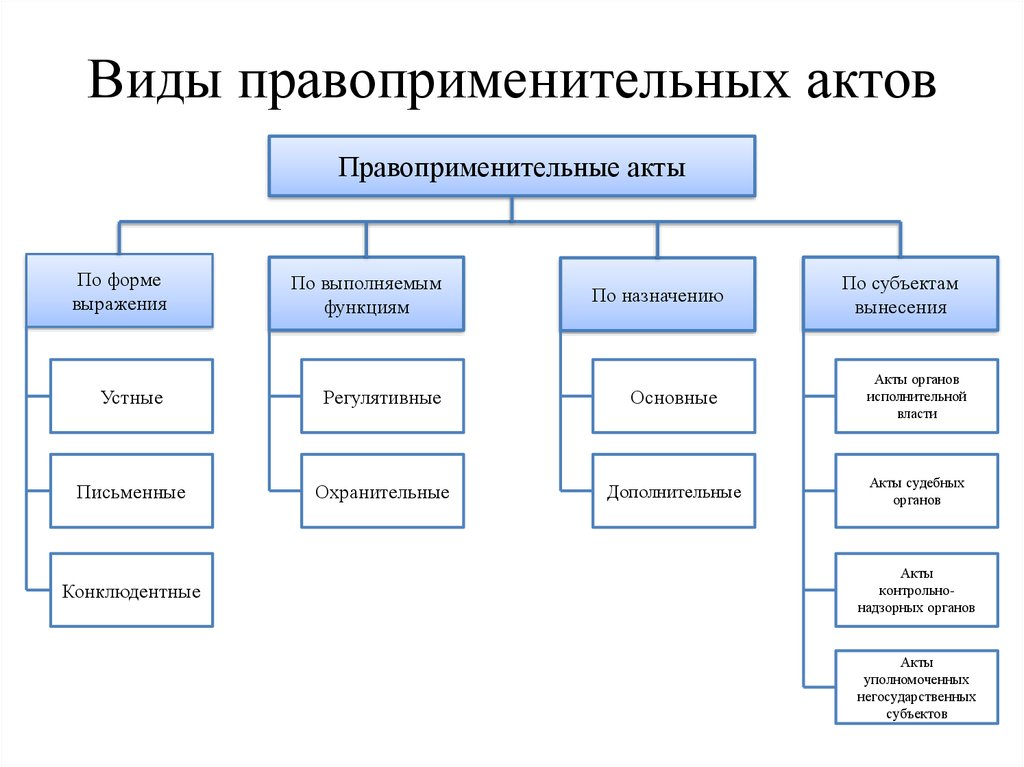 Виды правоприменительных актов
Правоприменительные акты
По форме
выражения
Устные
Письменные
Конклюдентные
По выполняемым
функциям
Регулятивные
Охранительные
По назначению
Основные
Дополнительные
По субъектам
вынесения
Акты органов
исполнительной
власти
Акты судебных
органов
Акты
контрольно-
надзорных органов
Акты
уполномоченных
негосударственных
субъектов